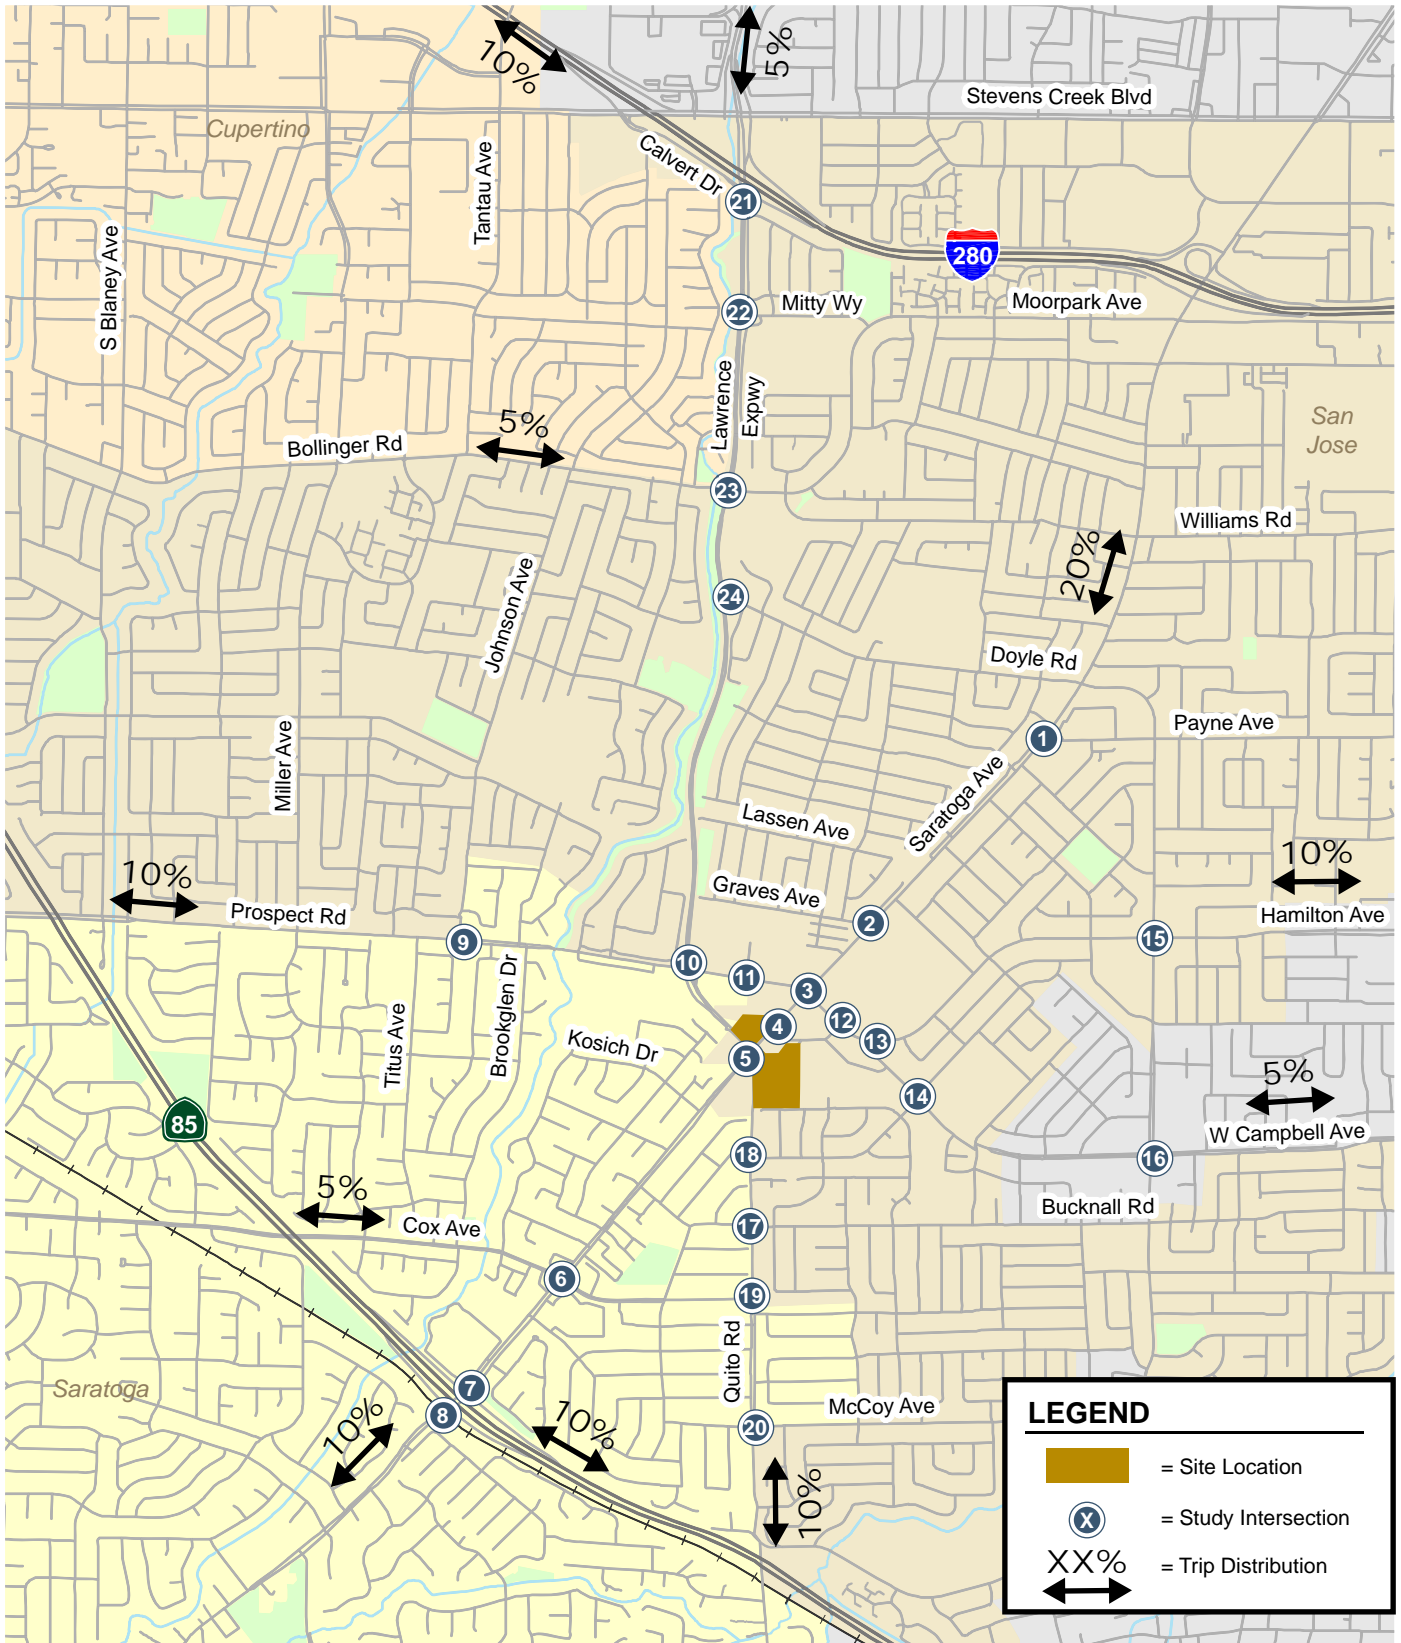 10%
5%
Stevens Creek Blvd
Cupertino
Calvert Dr
Tantau Ave
21
S Blaney Ave
280
22
Mitty Wy
Moorpark Ave
Lawrence
Expwy
San
Jose
5%
Bollinger Rd
23
Williams Rd
20%
24
Johnson Ave
Doyle Rd
Payne Ave
1
Miller Ave
Saratoga Ave
Lassen Ave
10%
10%
Graves Ave
Prospect Rd
Hamilton Ave
2
9
15
10
11
3
Brookglen Dr
Titus Ave
Kosich Dr
4
12
13
5
5%
14
85
W Campbell Ave
18
16
5%
Bucknall Rd
Cox Ave
17
6
19
Quito Rd
Saratoga
7
8
10%
10%
McCoy Ave
20
10%
LEGEND
= Site Location
X
= Study Intersection
XX%
= Trip Distribution